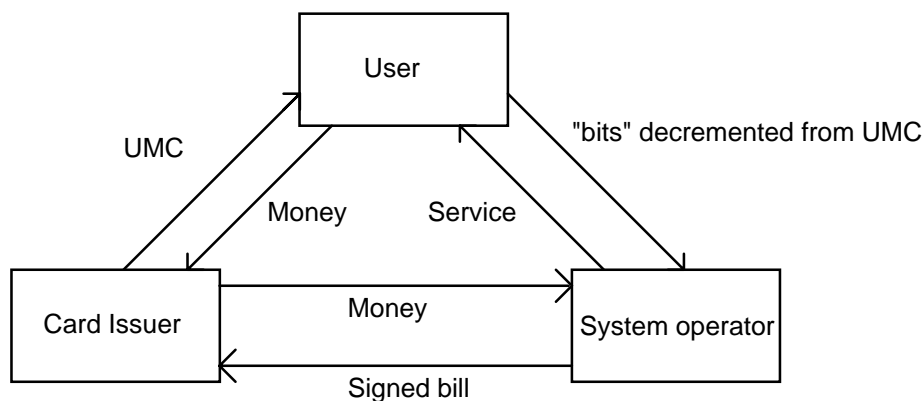 User
UMC
"bits" decremented from UMC
Money
Service
Card Issuer
Money
System operator
Signed bill